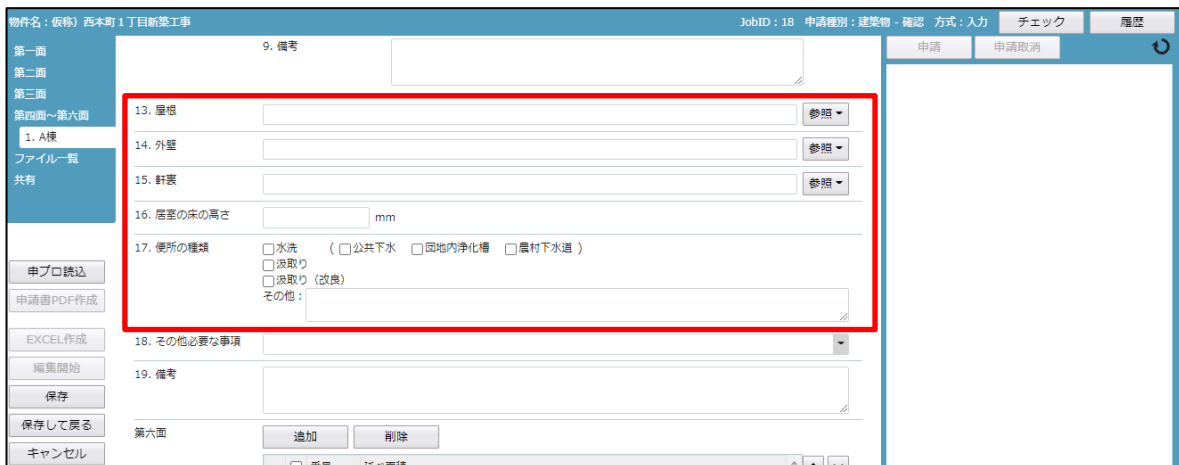 物件名：仮称）西本町１丁目新築工事 JobID：18 申請種別：建築物 - 確認 方式：入力 チェック 履歴
申請 申請取消
第一面
第二面
第三面
第四面～第六面
1. A棟
ファイル一覧
共有
申プロ読込
申請書PDF作成
EXCEL作成
編集開始
保存
保存して戻る
キャンセル
9. 備考
13. 屋根 参照
14. 外壁 参照
15. 軒裏 参照
16. 居室の床の高さ mm
17. 便所の種類 水洗 ( 公共下水 団地内浄化槽 農村下水道 )
汲取り
汲取り（改良）
その他：
18. その他必要な事項
19. 備考
第六面 追加 削除